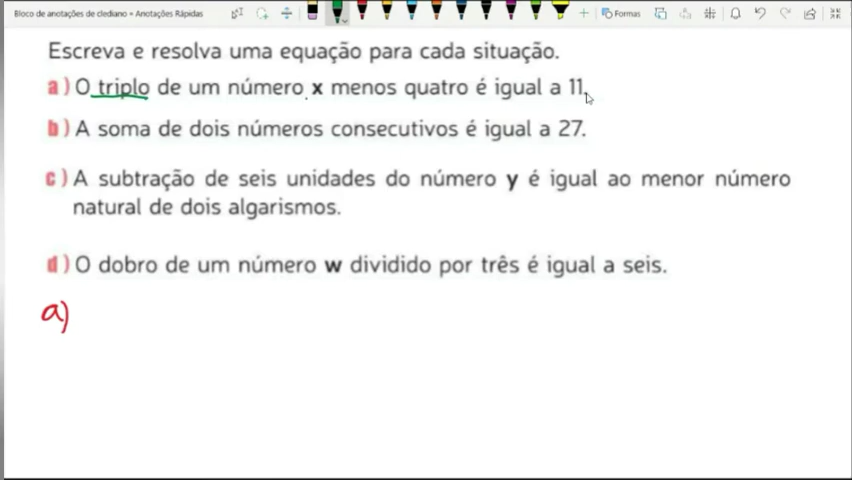 Bloco de anotações de clediano • Anotações Rápidas
Formas
Escreva e resolva uma equação para cada situação.
a) O triplo de um número x menos quatro é igual a 11.
b) A soma de dois números consecutivos é igual a 27.
c) A subtração de seis unidades do número y é igual ao menor número
natural de dois algarismos.
d) O dobro de um número w dividido por três é igual a seis.
a)